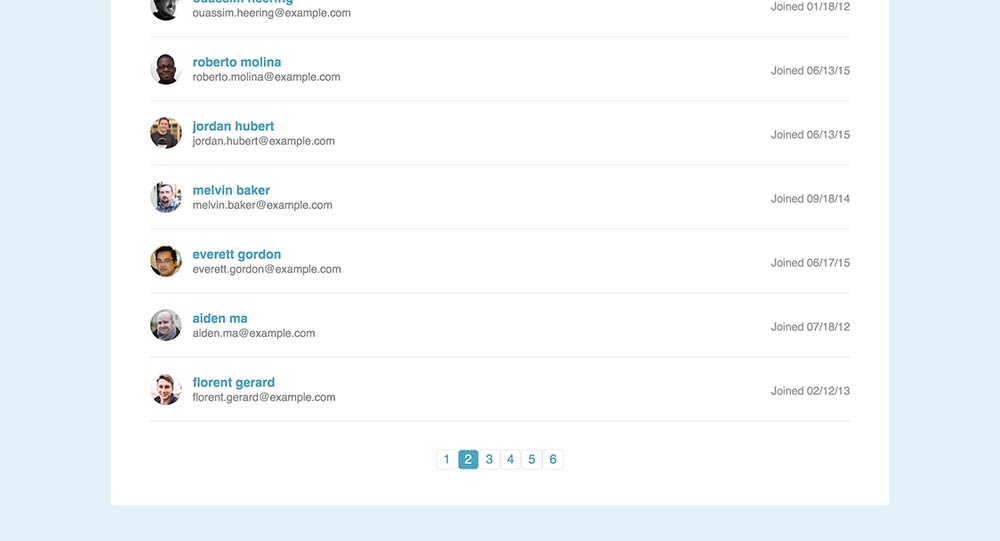 ouassim heering
ouassim.heering@example.com
Joined 01/18/12
roberto molina
roberto.molina@example.com
Joined 06/13/15
jordan hubert
jordan.hubert@example.com
Joined 06/13/15
melvin baker
melvin.baker@example.com
Joined 09/18/14
everett gordon
everett.gordon@example.com
Joined 06/17/15
aiden ma
aiden.ma@example.com
Joined 07/18/12
florent gerard
florent.gerard@example.com
Joined 02/12/13
1 2 3 4 5 6